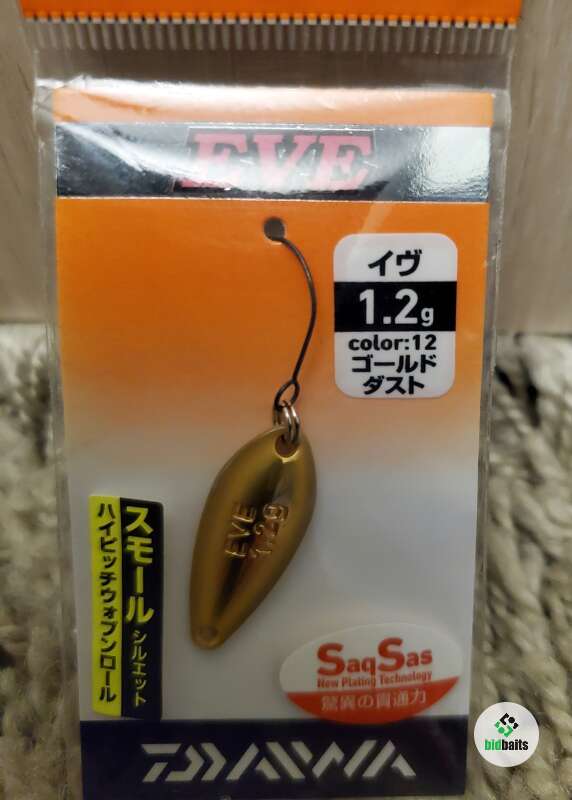 EVE
イヴ
1.2g
color:12
ゴールド
ダスト
EVE
1.2g
スモールシルエット
ハイピッチウォブンロール
SaqSas
New Plating Technology
驚異の貫通力
DAIWA
bidbaits